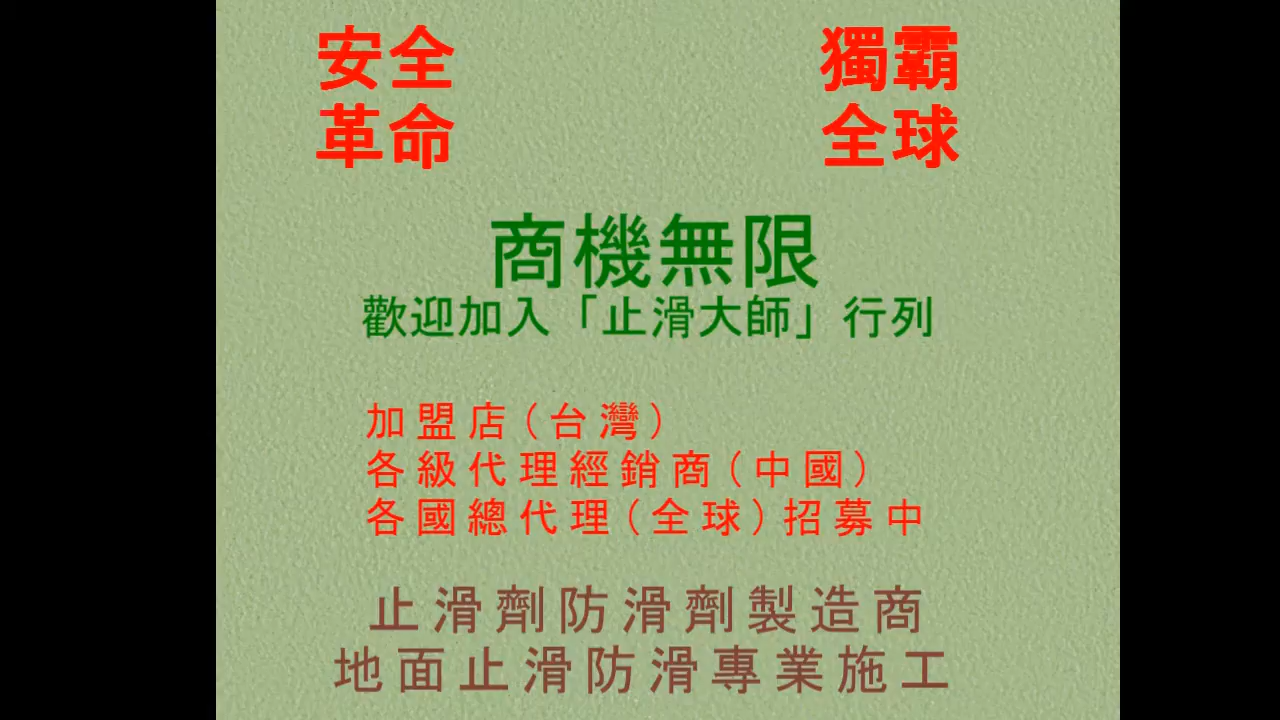 安全
革命
獨霸
全球
商機無限
歡迎加入「止滑大師」行列
加盟店(台灣)
各級代理經銷商(中國)
各國總代理(全球)招募中
止滑劑防滑劑製造商
地面止滑防滑專業施工